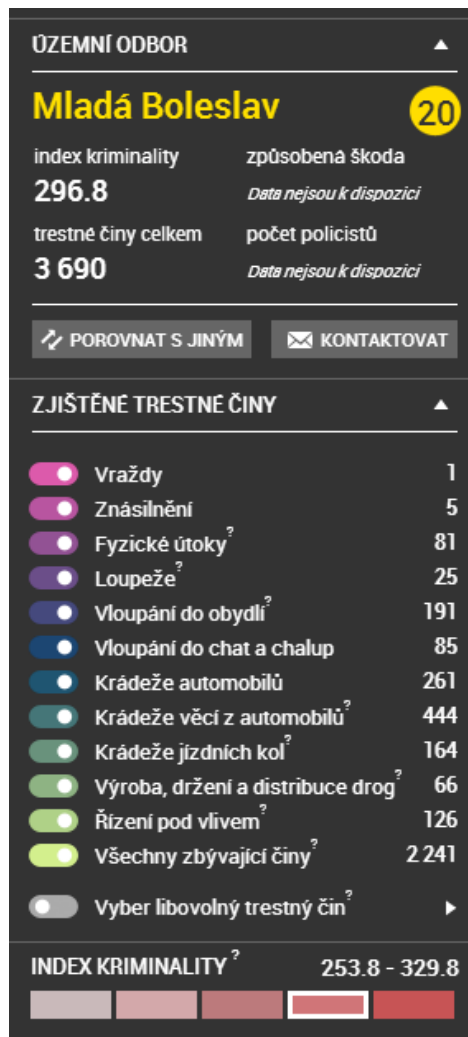 ÚZEMNÍ ODBOR
Mladá Boleslav 20
index kriminality způsobená škoda
296.8 Data nejsou k dispozici
trestné činy celkem počet policistů
3 690 Data nejsou k dispozici
POROVNAT S JINÝM KONTAKTOVAT
ZJIŠTĚNÉ TRESTNÉ ČINY
Vraždy 1
Znásilnění 5
Fyzické útoky? 81
Loupeže? 25
Vloupání do obydlí? 191
Vloupání do chat a chalup 85
Krádeže automobilů 261
Krádeže věcí z automobilů? 444
Krádeže jízdních kol? 164
Výroba, držení a distribuce drog? 66
Řízení pod vlivem? 126
Všechny zbývající činy? 2 241
Vyber libovolný trestný čin?
INDEX KRIMINALITY? 253.8 - 329.8